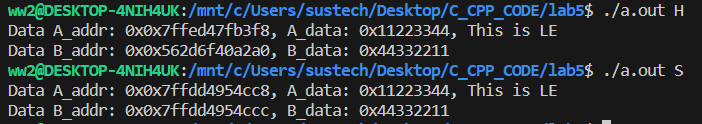 ww2@DESKTOP-4NIH4UK:/mnt/c/Users/sustech/Desktop/C_CPP_CODE/lab5$ ./a.out H
Data A_addr: 0x0x7ffed47fb3f8, A_data: 0x11223344, This is LE
Data B_addr: 0x0x562d6f40a2a0, B_data: 0x44332211
ww2@DESKTOP-4NIH4UK:/mnt/c/Users/sustech/Desktop/C_CPP_CODE/lab5$ ./a.out S
Data A_addr: 0x0x7ffdd4954cc8, A_data: 0x11223344, This is LE
Data B_addr: 0x0x7ffdd4954ccc, B_data: 0x44332211